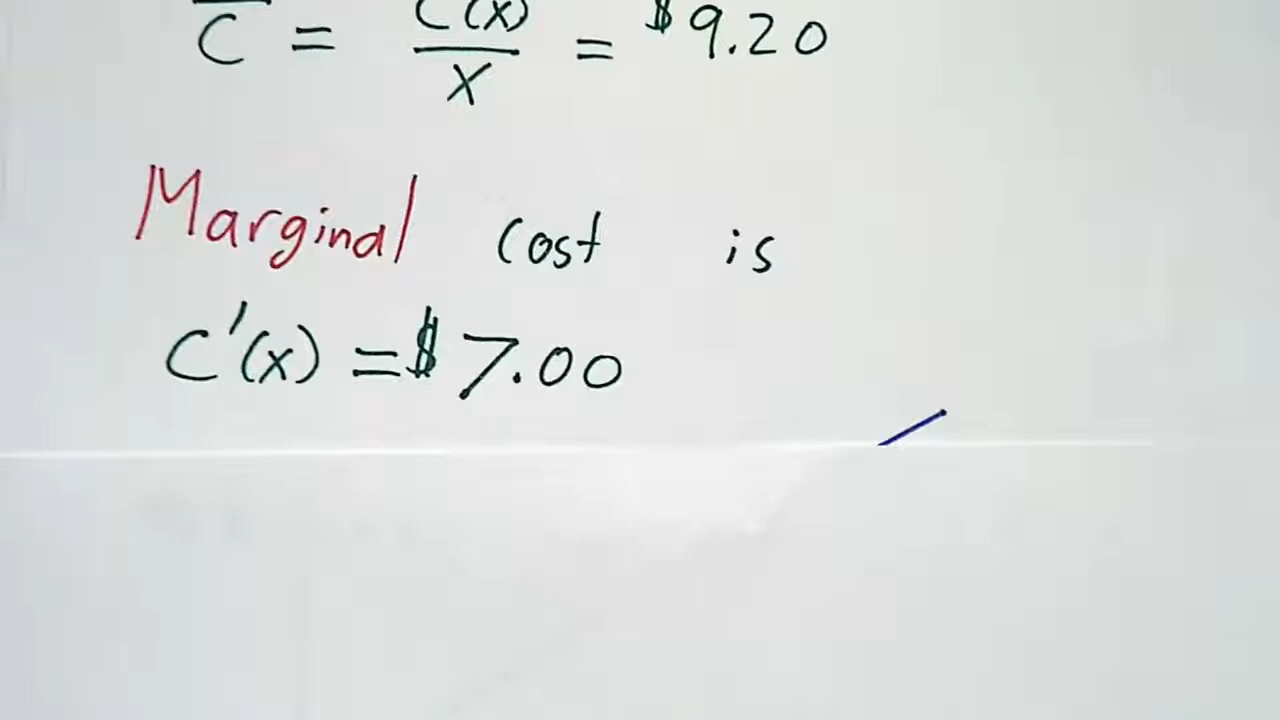 C̅ = C(x)/x = $9.20
Marginal cost is
C'(x) = $7.00